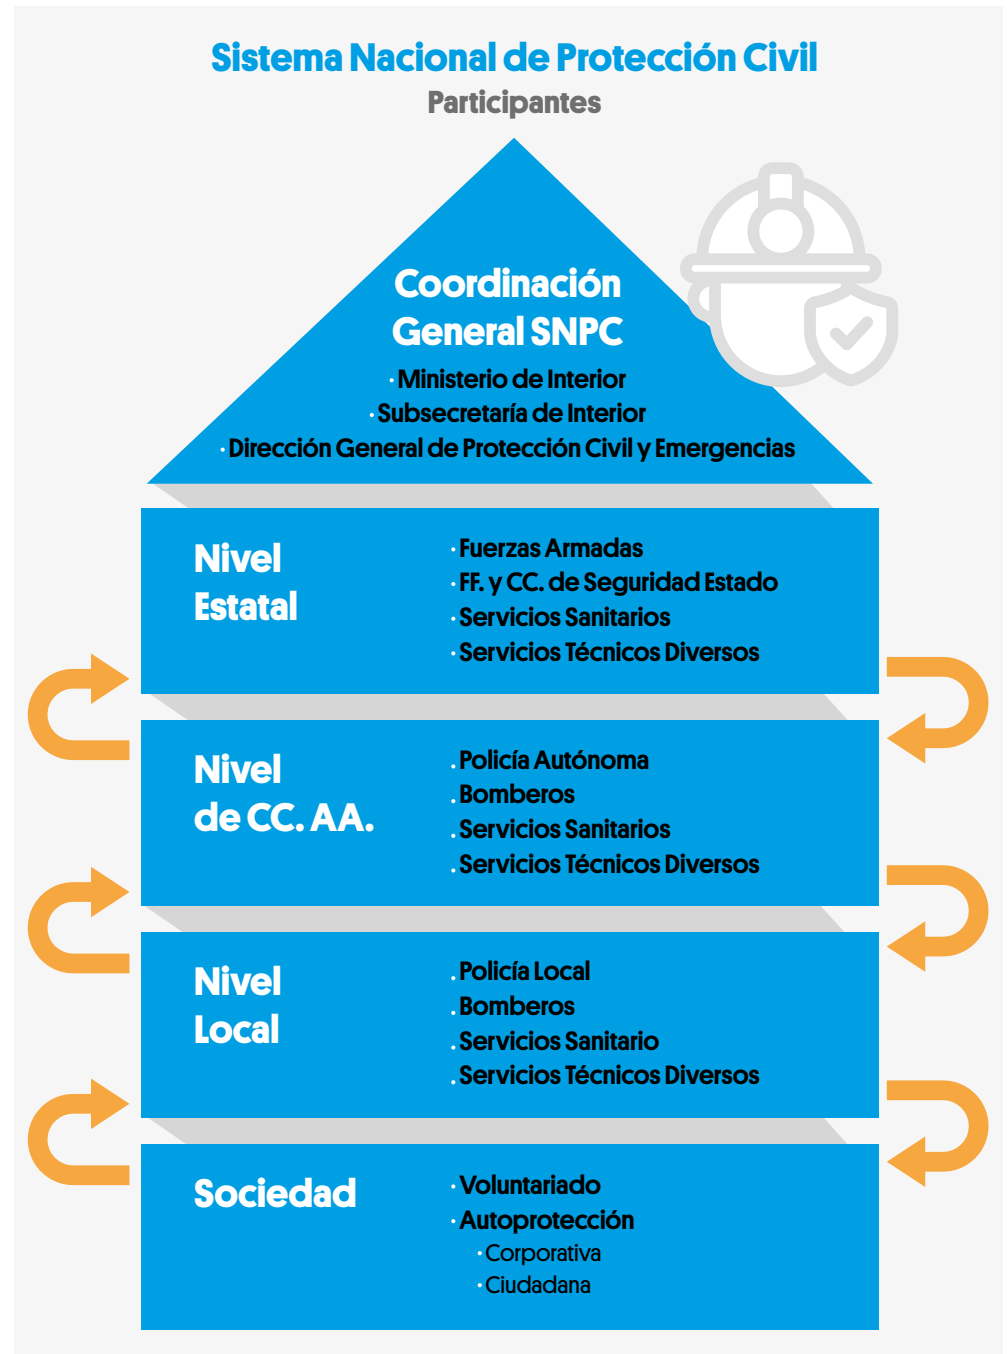 Sistema Nacional de Protección Civil
Participantes
Coordinación
General SNPC
· Ministerio de Interior
· Subsecretaría de Interior
· Dirección General de Protección Civil y Emergencias
Nivel
Estatal
· Fuerzas Armadas
· FF. y CC. de Seguridad Estado
· Servicios Sanitarios
· Servicios Técnicos Diversos
Nivel
de CC. AA.
. Policía Autónoma
. Bomberos
. Servicios Sanitarios
. Servicios Técnicos Diversos
Nivel
Local
. Policía Local
. Bomberos
. Servicios Sanitario
. Servicios Técnicos Diversos
Sociedad
· Voluntariado
· Autoprotección
· Corporativa
· Ciudadana